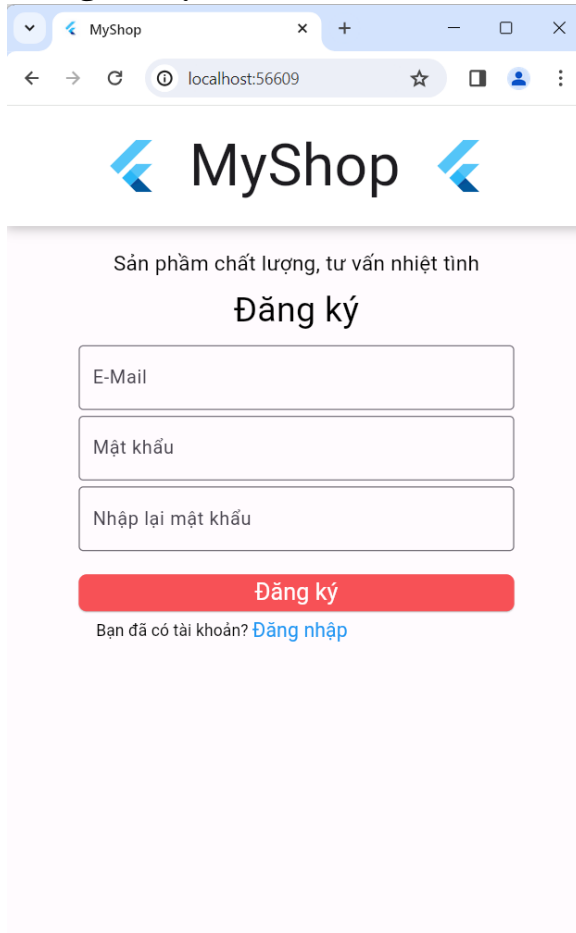 MyShop
localhost:56609
MyShop
Sản phầm chất lượng, tư vấn nhiệt tình
Đăng ký
E-Mail
Mật khẩu
Nhập lại mật khẩu
Đăng ký
Bạn đã có tài khoản? Đăng nhập